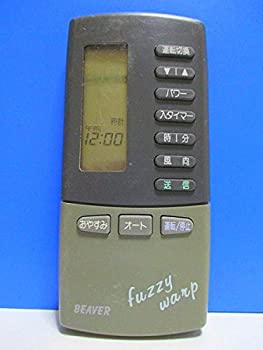 運転切換
▼|▲
パワー
入タイマー
時計
午前
12:00
時|分
風向
送信
おやすみ
オート
運転/停止
fuzzy
warp
BEAVER